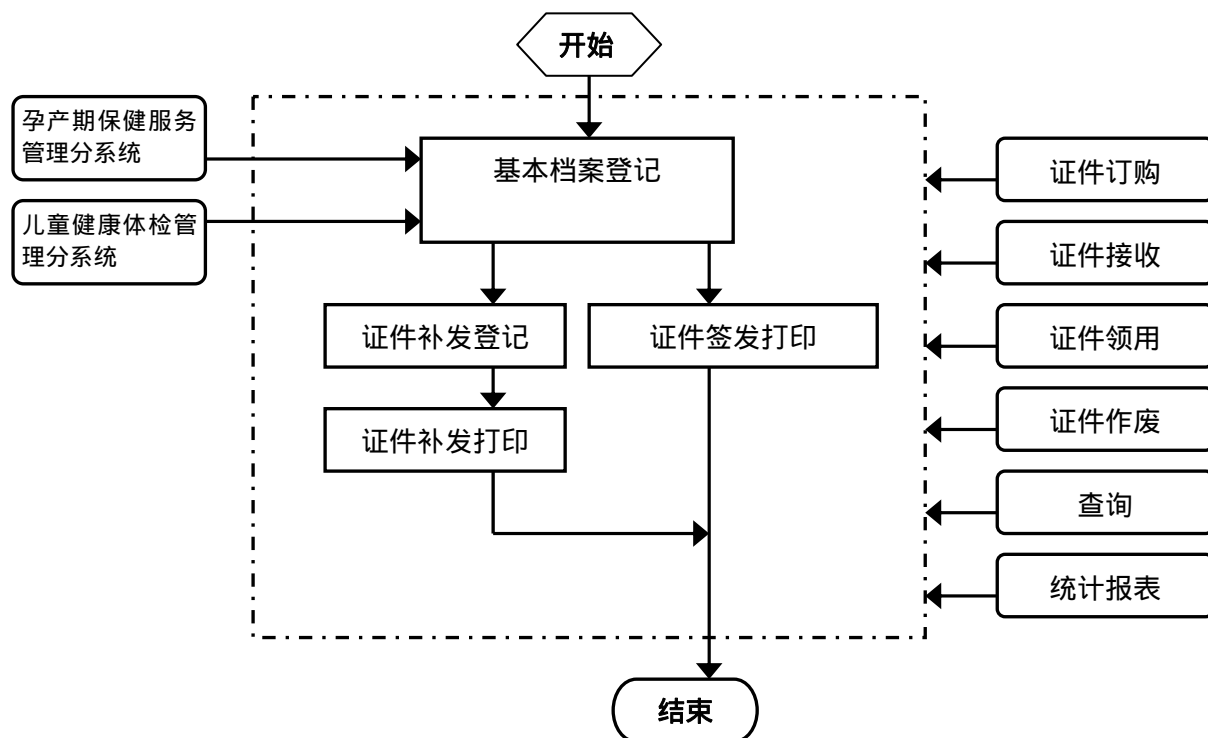 开始
孕产期保健服务
管理分系统
儿童健康体检管
理分系统
基本档案登记
证件补发登记
证件签发打印
证件补发打印
证件订购
证件接收
证件领用
证件作废
查询
统计报表
结束